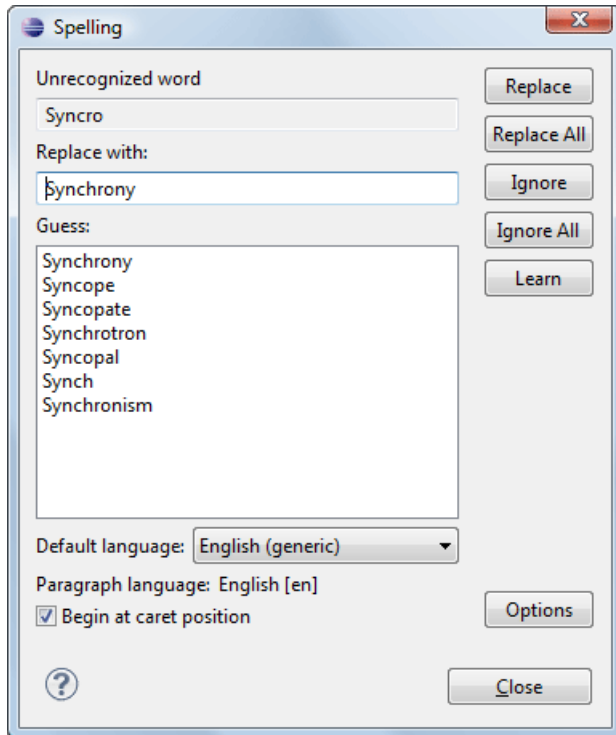 Spelling
Unrecognized word
Syncro
Replace with:
Synchrony
Guess:
Synchrony
Syncope
Syncopate
Synchrotron
Syncopal
Synch
Synchronism
Default language: English (generic)
Paragraph language: English [en]
Begin at caret position
Replace
Replace All
Ignore
Ignore All
Learn
Options
?
Close